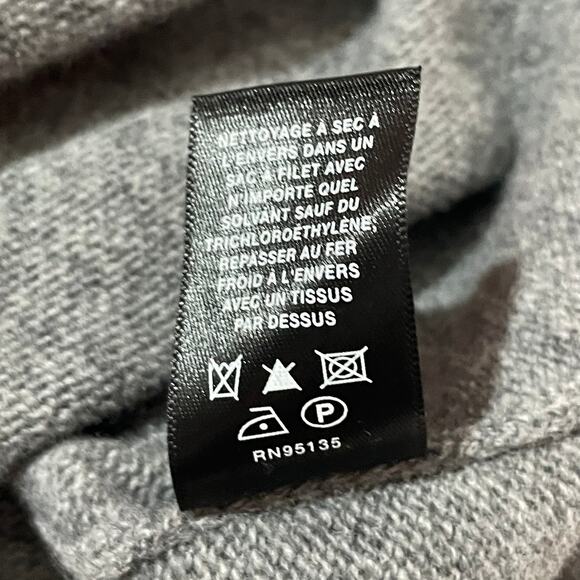 NETTOYAGE À SEC À
L'ENVERS DANS UN
SAC À FILET AVEC
N'IMPORTE QUEL
SOLVANT SAUF DU
TRICHLOROÉTHYLÈNE;
REPASSER AU FER
FROID À L'ENVERS
AVEC UN TISSUS
PAR DESSUS
P
RN95135